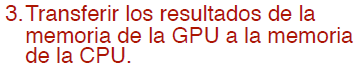 3. Transferir los resultados de la
memoria de la GPU a la memoria
de la CPU.